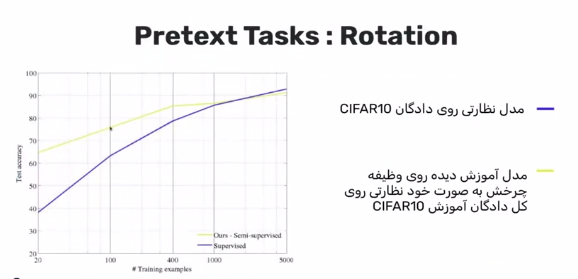 Pretext Tasks : Rotation
100
90
80
70
60
50
40
30
20
Test accuracy
20
100
400
1000
5000
# Training examples
Ours - Semi-supervised
Supervised
مدل نظارتی روی دادگان CIFAR10
مدل آموزش دیده روی وظیفه
چرخش به صورت خود نظارتی روی
کل دادگان آموزش CIFAR10